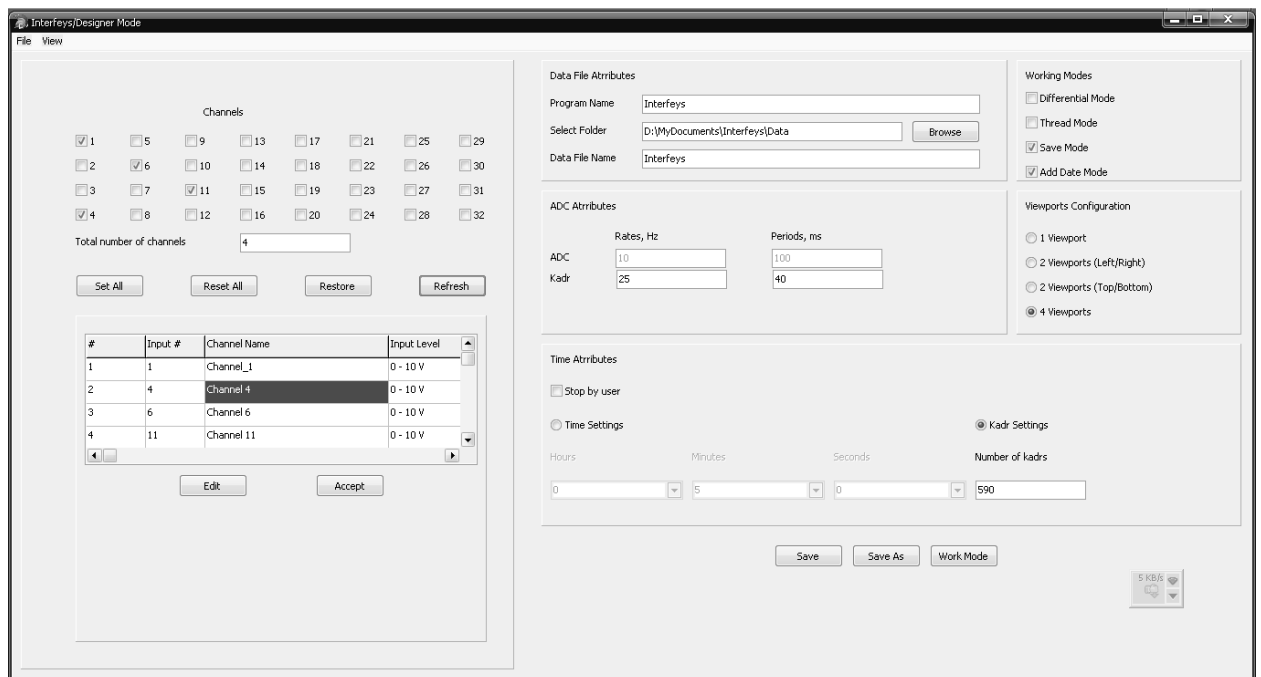 Interfeys/Designer Mode
File View
Channels
1 5 9 13 17 21 25 29
2 6 10 14 18 22 26 30
3 7 11 15 19 23 27 31
4 8 12 16 20 24 28 32
Total number of channels 4
Set All Reset All Restore Refresh
# Input # Channel Name Input Level
1 1 Channel_1 0 - 10 V
2 4 Channel 4 0 - 10 V
3 6 Channel 6 0 - 10 V
4 11 Channel 11 0 - 10 V
Edit Accept
Data File Atrributes
Program Name Interfeys
Select Folder D:\MyDocuments\Interfeys\Data Browse
Data File Name Interfeys
Working Modes
Differential Mode
Thread Mode
Save Mode
Add Date Mode
ADC Atrributes
Rates, Hz Periods, ms
ADC 10 100
Kadr 25 40
Viewports Configuration
1 Viewport
2 Viewports (Left/Right)
2 Viewports (Top/Bottom)
4 Viewports
Time Atrributes
Stop by user
Time Settings Kadr Settings
Hours Minutes Seconds Number of kadrs
0 5 0 590
Save Save As Work Mode
5 KB/s